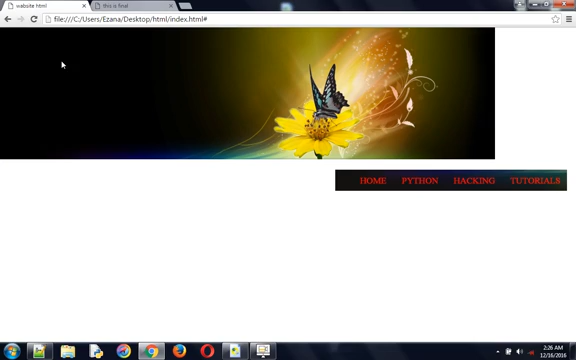 website html
this is final
file:///C:/Users/Ezana/Desktop/html/index.html#
HOME PYTHON HACKING TUTORIALS
2:26 AM
12/16/2016